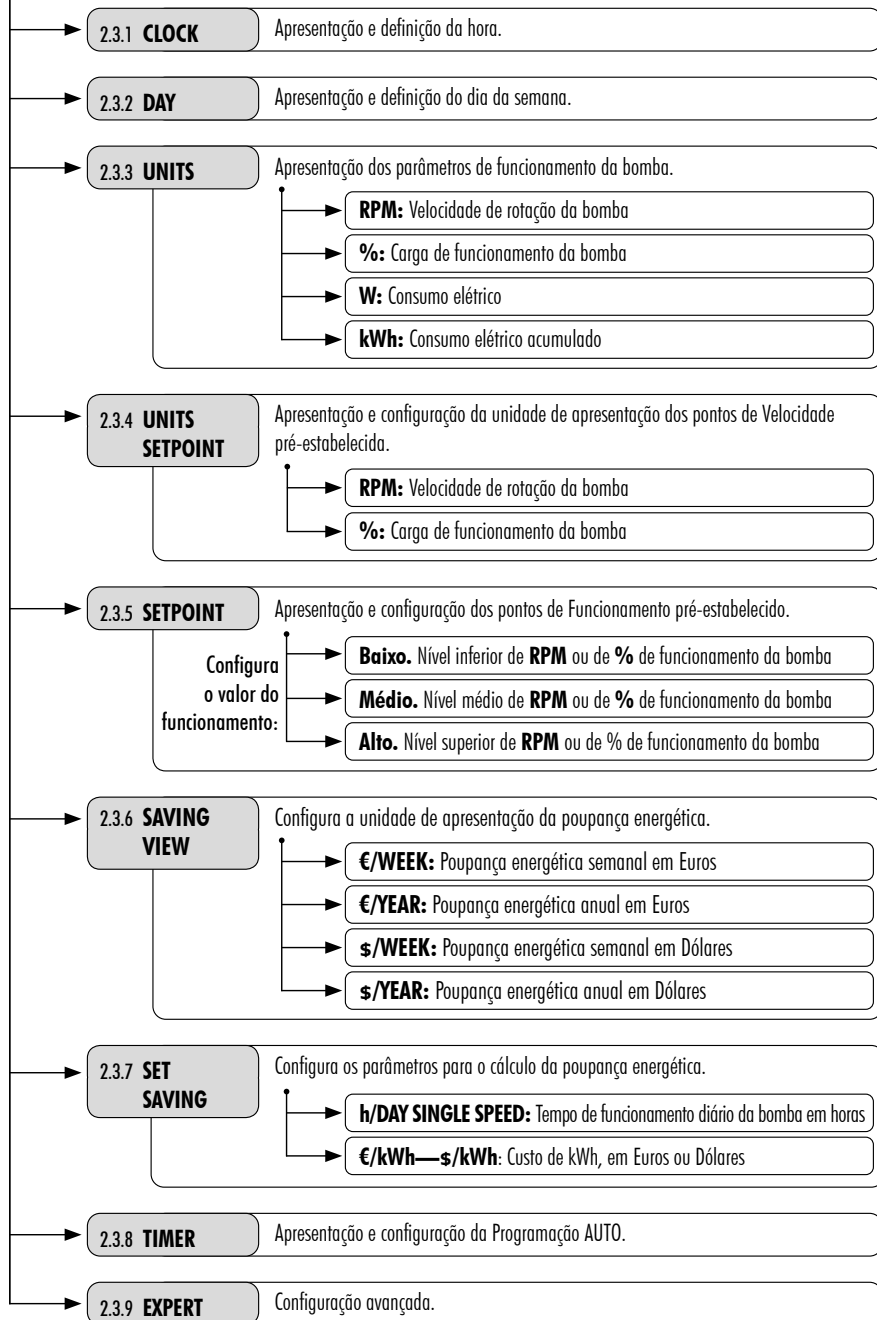 2.3.1 CLOCK Apresentação e definição da hora.
2.3.2 DAY Apresentação e definição do dia da semana.
2.3.3 UNITS Apresentação dos parâmetros de funcionamento da bomba.
RPM: Velocidade de rotação da bomba
%: Carga de funcionamento da bomba
W: Consumo elétrico
kWh: Consumo elétrico acumulado
2.3.4 UNITS
SETPOINT
Apresentação e configuração da unidade de apresentação dos pontos de Velocidade
pré-estabelecida.
RPM: Velocidade de rotação da bomba
%: Carga de funcionamento da bomba
2.3.5 SETPOINT Apresentação e configuração dos pontos de Funcionamento pré-estabelecido.
Configura
o valor do
funcionamento:
Baixo. Nível inferior de RPM ou de % de funcionamento da bomba
Médio. Nível médio de RPM ou de % de funcionamento da bomba
Alto. Nível superior de RPM ou de % de funcionamento da bomba
2.3.6 SAVING
VIEW
Configura a unidade de apresentação da poupança energética.
€/WEEK: Poupança energética semanal em Euros
€/YEAR: Poupança energética anual em Euros
$/WEEK: Poupança energética semanal em Dólares
$/YEAR: Poupança energética anual em Dólares
2.3.7 SET
SAVING
Configura os parâmetros para o cálculo da poupança energética.
h/DAY SINGLE SPEED: Tempo de funcionamento diário da bomba em horas
€/kWh—$/kWh: Custo de kWh, em Euros ou Dólares
2.3.8 TIMER Apresentação e configuração da Programação AUTO.
2.3.9 EXPERT Configuração avançada.